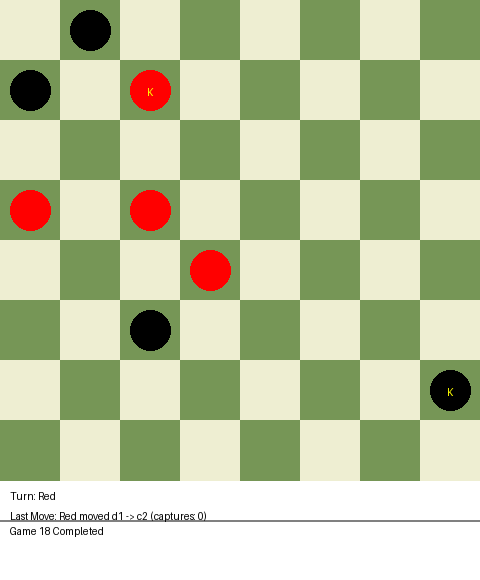 K
K
Turn: Red
Last Move: Red moved d1 -> c2 (captures: 0)
Game 18 Completed